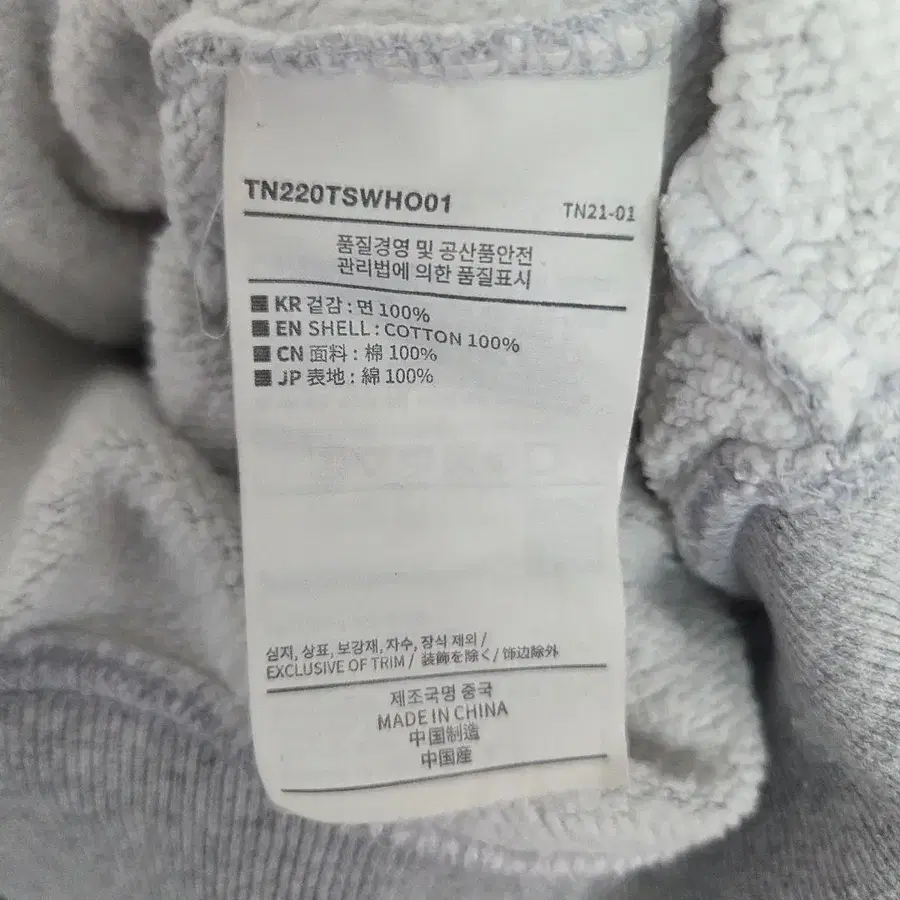 TN220TSWHO01
TN21-01
품질경영 및 공산품안전
관리법에 의한 품질표시
KR 겉감 : 면 100%
EN SHELL : COTTON 100%
CN 面料 : 棉 100%
JP 表地 : 綿 100%
심지, 상표, 보강재, 자수, 장식 제외 /
EXCLUSIVE OF TRIM / 装飾を除く / 饰边除外
제조국명 중국
MADE IN CHINA
中国制造
中国産